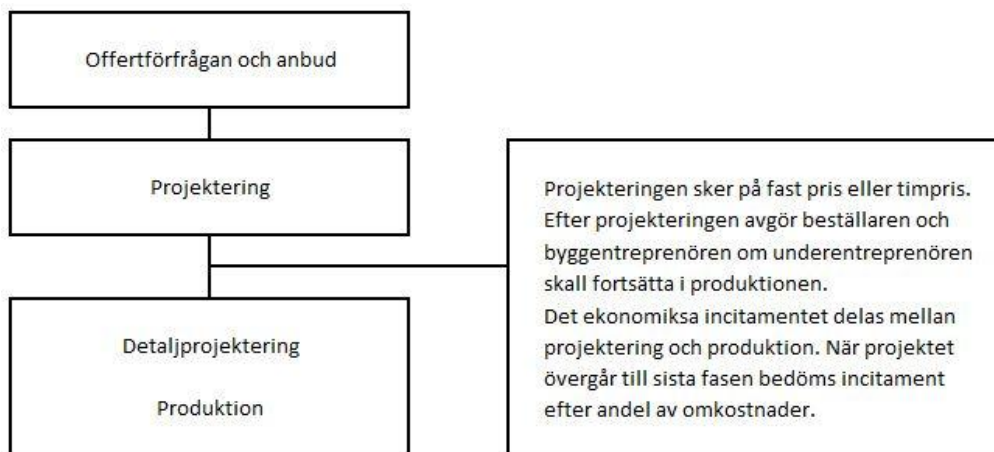 Offertförfrågan och anbud
Projektering
Projekteringen sker på fast pris eller timpris.
Efter projekteringen avgör beställaren och
byggentreprenören om underentreprenören
skall fortsätta i produktionen.
Det ekonomiksa incitamentet delas mellan
projektering och produktion. När projektet
övergår till sista fasen bedöms incitament
efter andel av omkostnader.
Detaljprojektering
Produktion